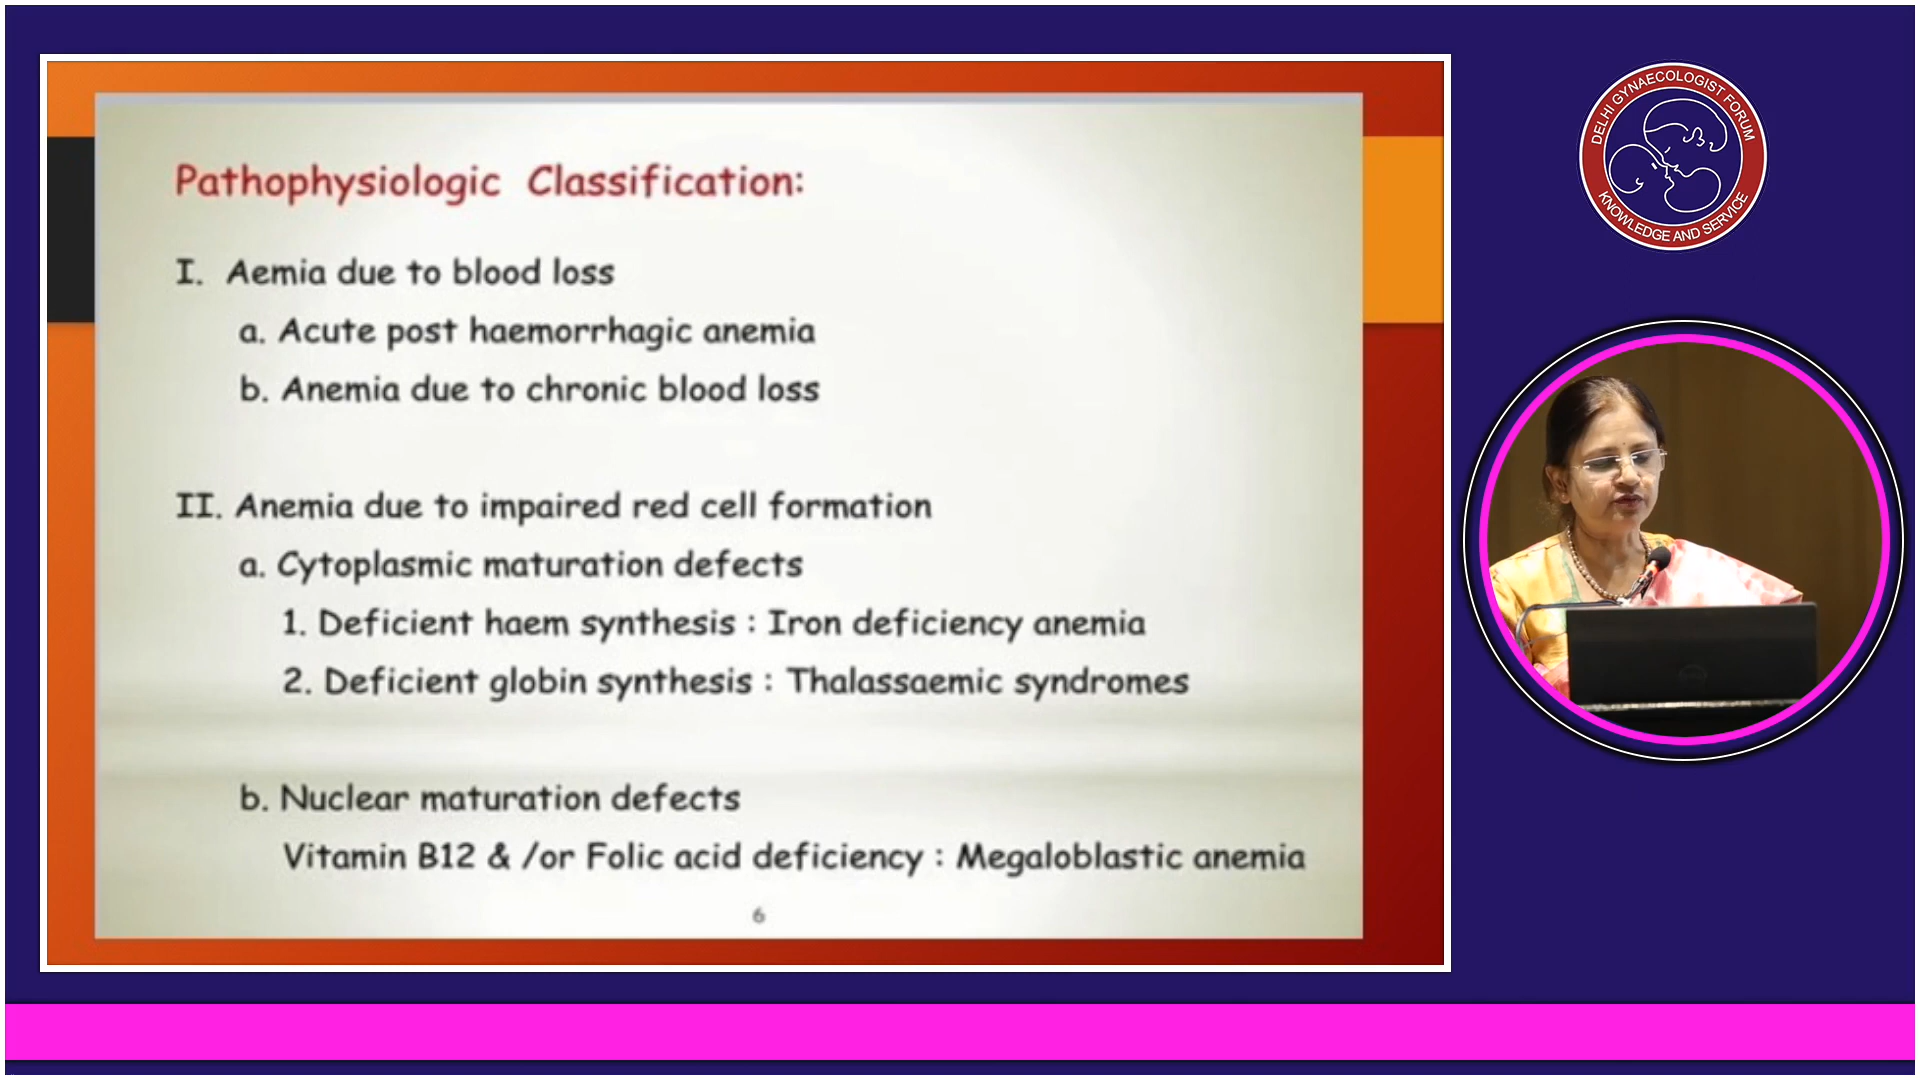 Pathophysiologic Classification:
I. Aemia due to blood loss
a. Acute post haemorrhagic anemia
b. Anemia due to chronic blood loss
II. Anemia due to impaired red cell formation
a. Cytoplasmic maturation defects
1. Deficient haem synthesis : Iron deficiency anemia
2. Deficient globin synthesis : Thalassaemic syndromes
b. Nuclear maturation defects
Vitamin B12 & /or Folic acid deficiency : Megaloblastic anemia
6
DELHI GYNAECOLOGIST FORUM
KNOWLEDGE AND SERVICE